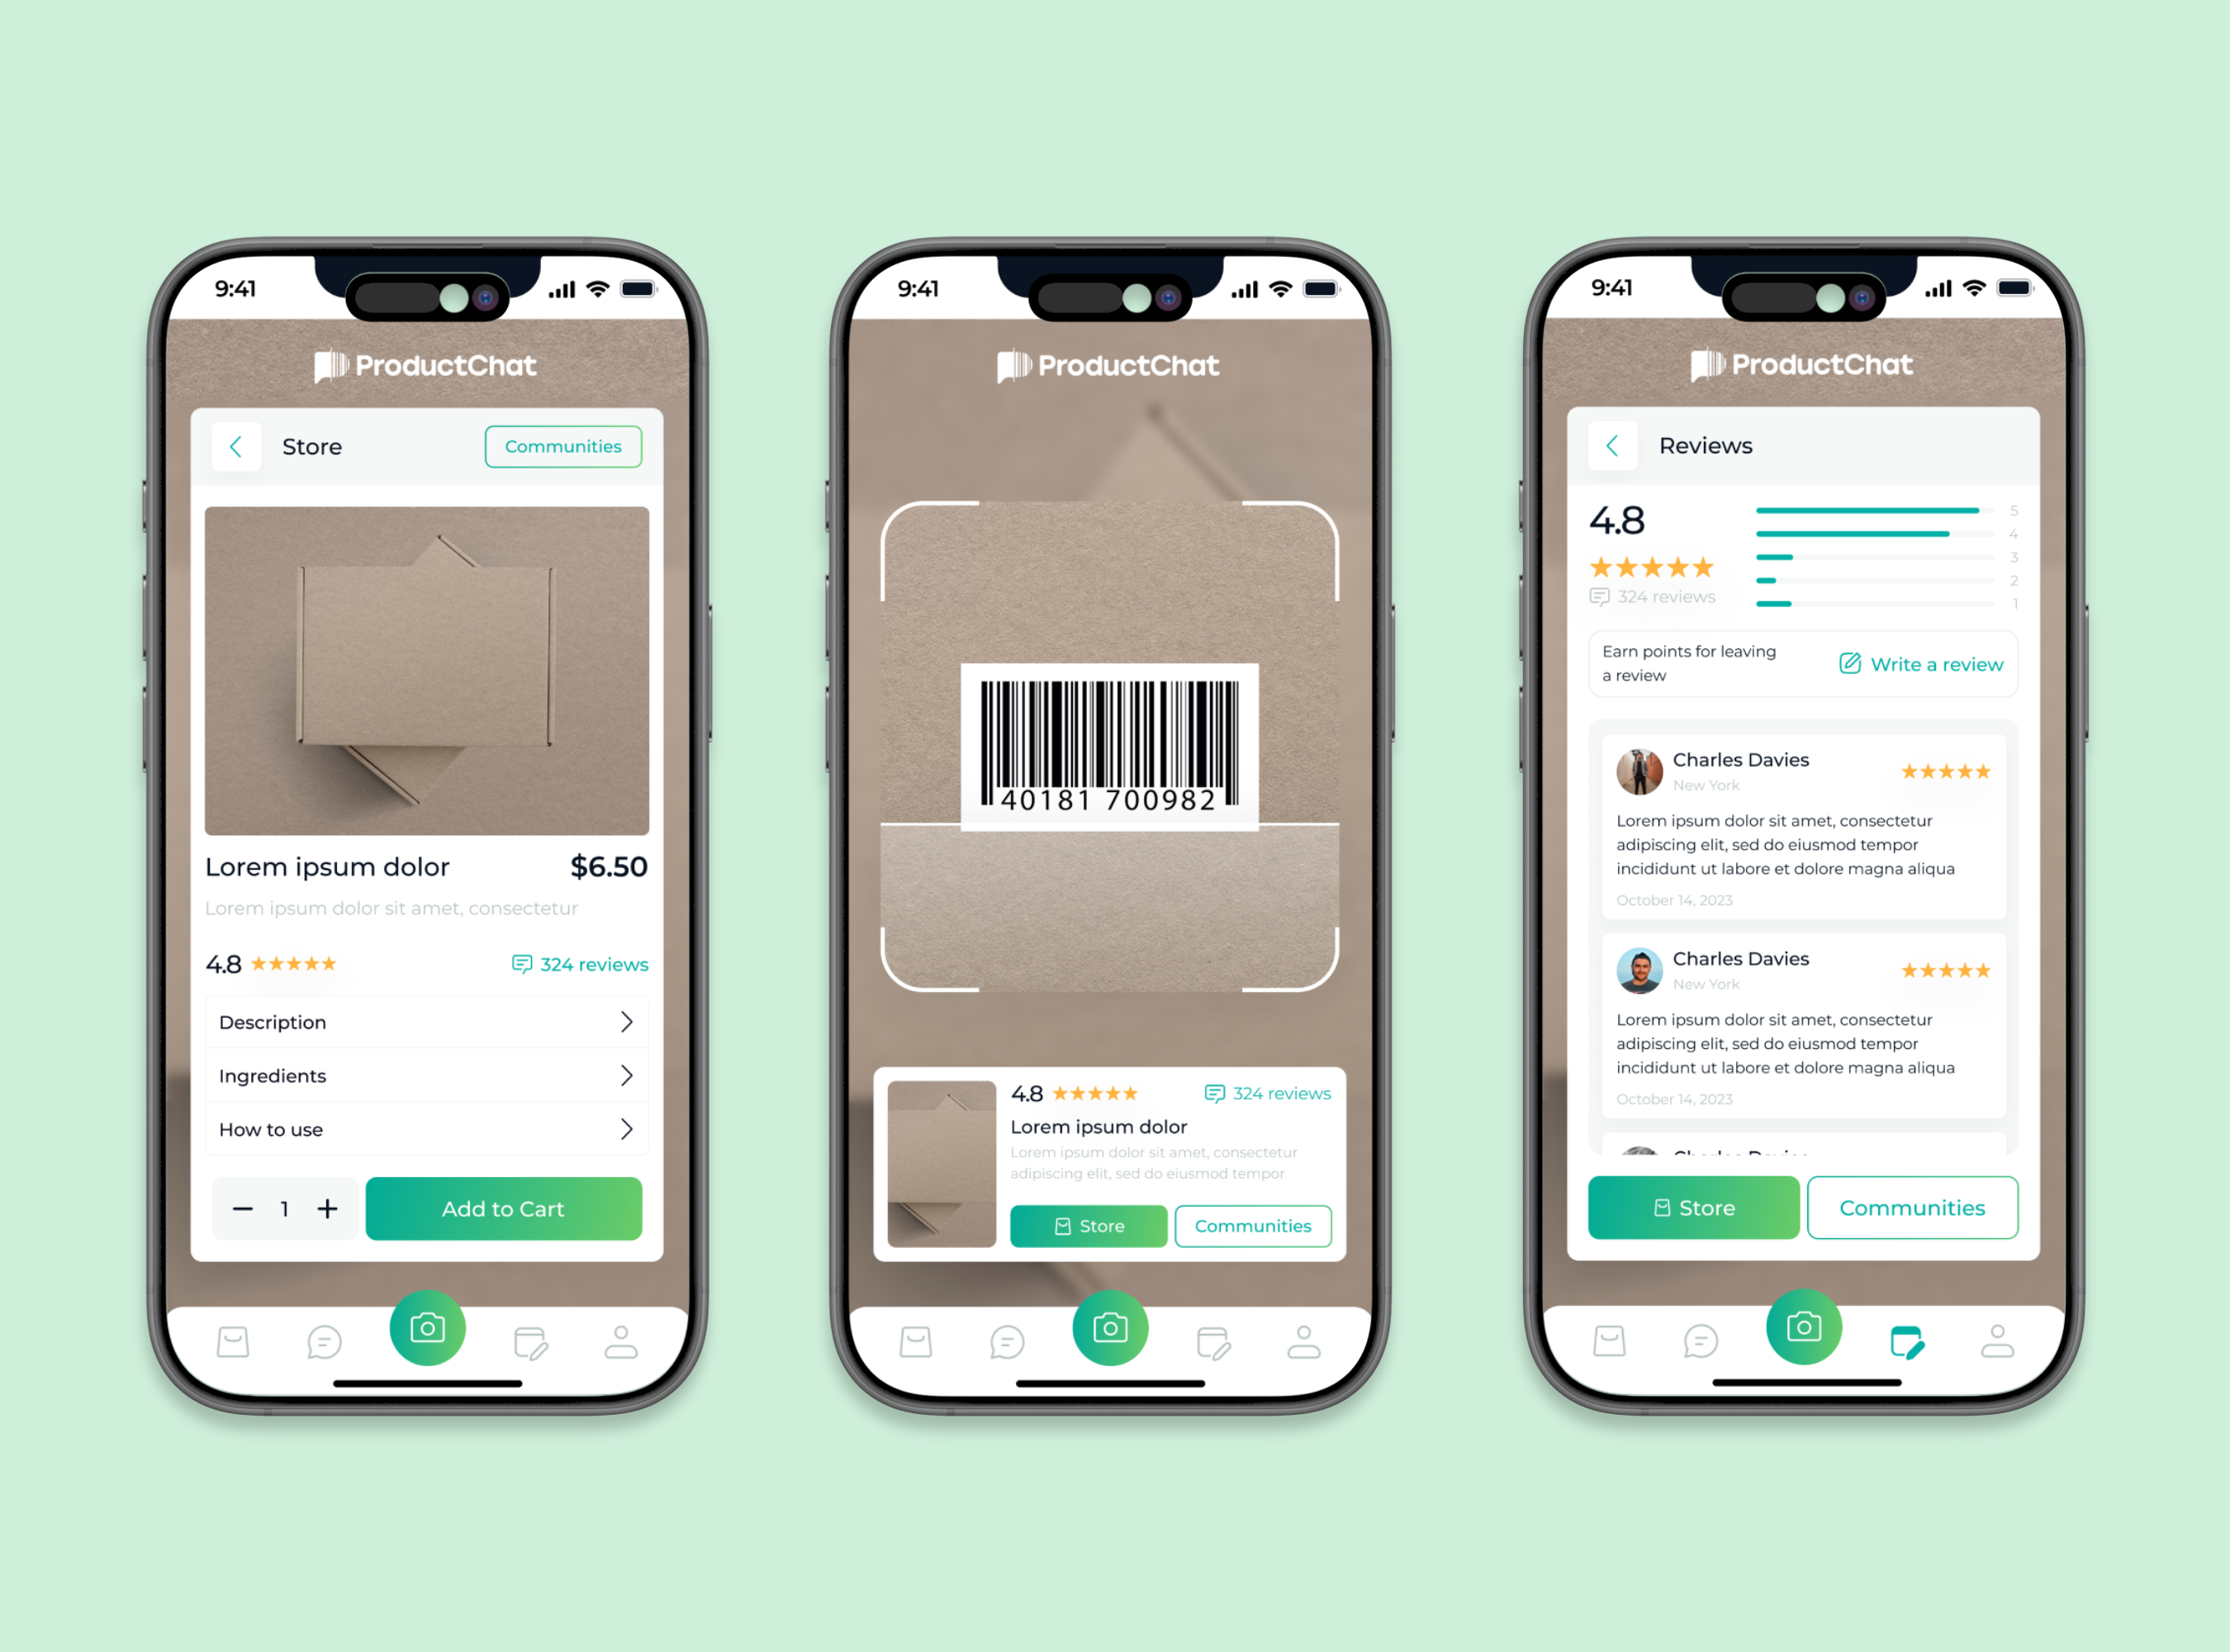 9:41
ProductChat
Store
Communities
Lorem ipsum dolor
$6.50
Lorem ipsum dolor sit amet, consectetur
4.8
324 reviews
Description
Ingredients
How to use
1
Add to Cart
9:41
ProductChat
40181 700982
4.8
324 reviews
Lorem ipsum dolor
Lorem ipsum dolor sit amet, consectetur
adipiscing elit, sed do eiusmod tempor
Store
Communities
9:41
ProductChat
Reviews
4.8
324 reviews
5
4
3
2
1
Earn points for leaving
a review
Write a review
Charles Davies
New York
Lorem ipsum dolor sit amet, consectetur
adipiscing elit, sed do eiusmod tempor
incididunt ut labore et dolore magna aliqua
October 14, 2023
Charles Davies
New York
Lorem ipsum dolor sit amet, consectetur
adipiscing elit, sed do eiusmod tempor
incididunt ut labore et dolore magna aliqua
October 14, 2023
Store
Communities